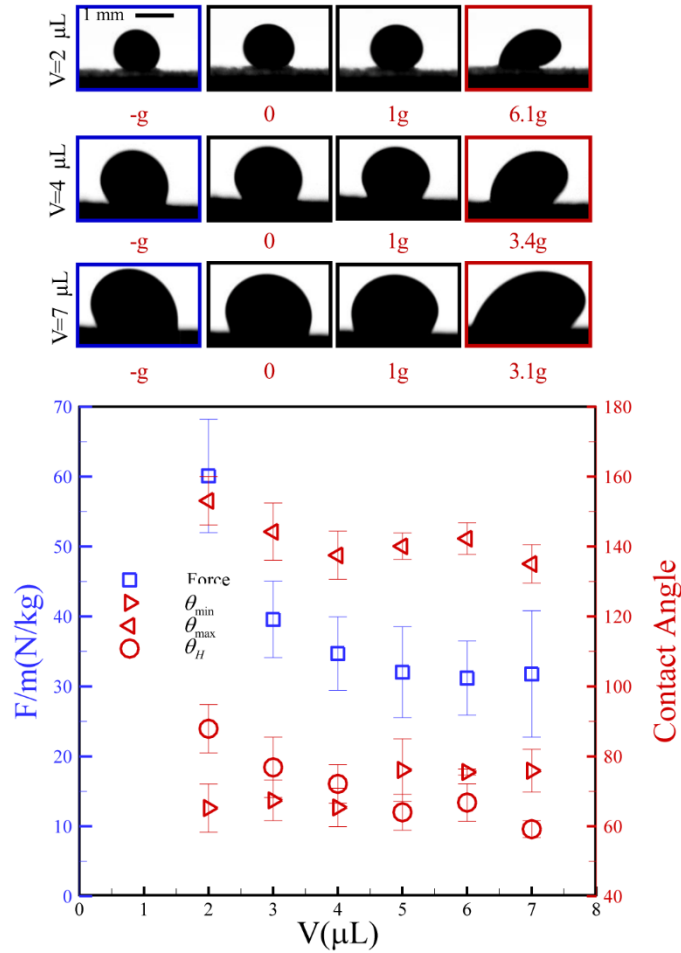 1 mm
V=2 μL
-g 0 1g 6.1g
V=4 μL
-g 0 1g 3.4g
V=7 μL
-g 0 1g 3.1g
70 180
60 160
50 140
40 120
30 100
20 80
10 60
0 40
Force
θmin
θmax
θH
F/m(N/kg)
Contact Angle
0 1 2 3 4 5 6 7 8
V(μL)